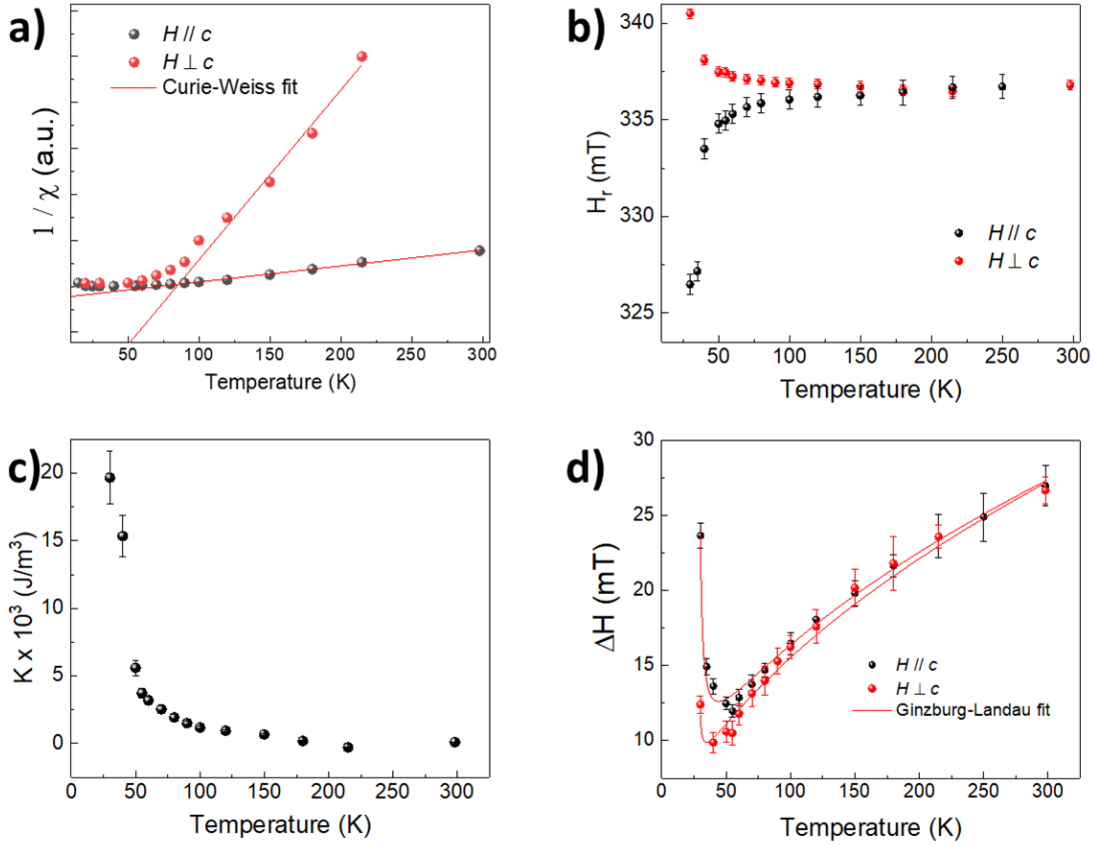 a)
H // c
H ⊥ c
Curie-Weiss fit
1 / χ (a.u.)
50 100 150 200 250 300
Temperature (K)
b)
340
335
330
325
H_r (mT)
H // c
H ⊥ c
50 100 150 200 250 300
Temperature (K)
c)
20
15
10
5
0
K x 10³ (J/m³)
0 50 100 150 200 250 300
Temperature (K)
d)
30
25
20
15
10
ΔH (mT)
H // c
H ⊥ c
Ginzburg-Landau fit
0 50 100 150 200 250 300
Temperature (K)